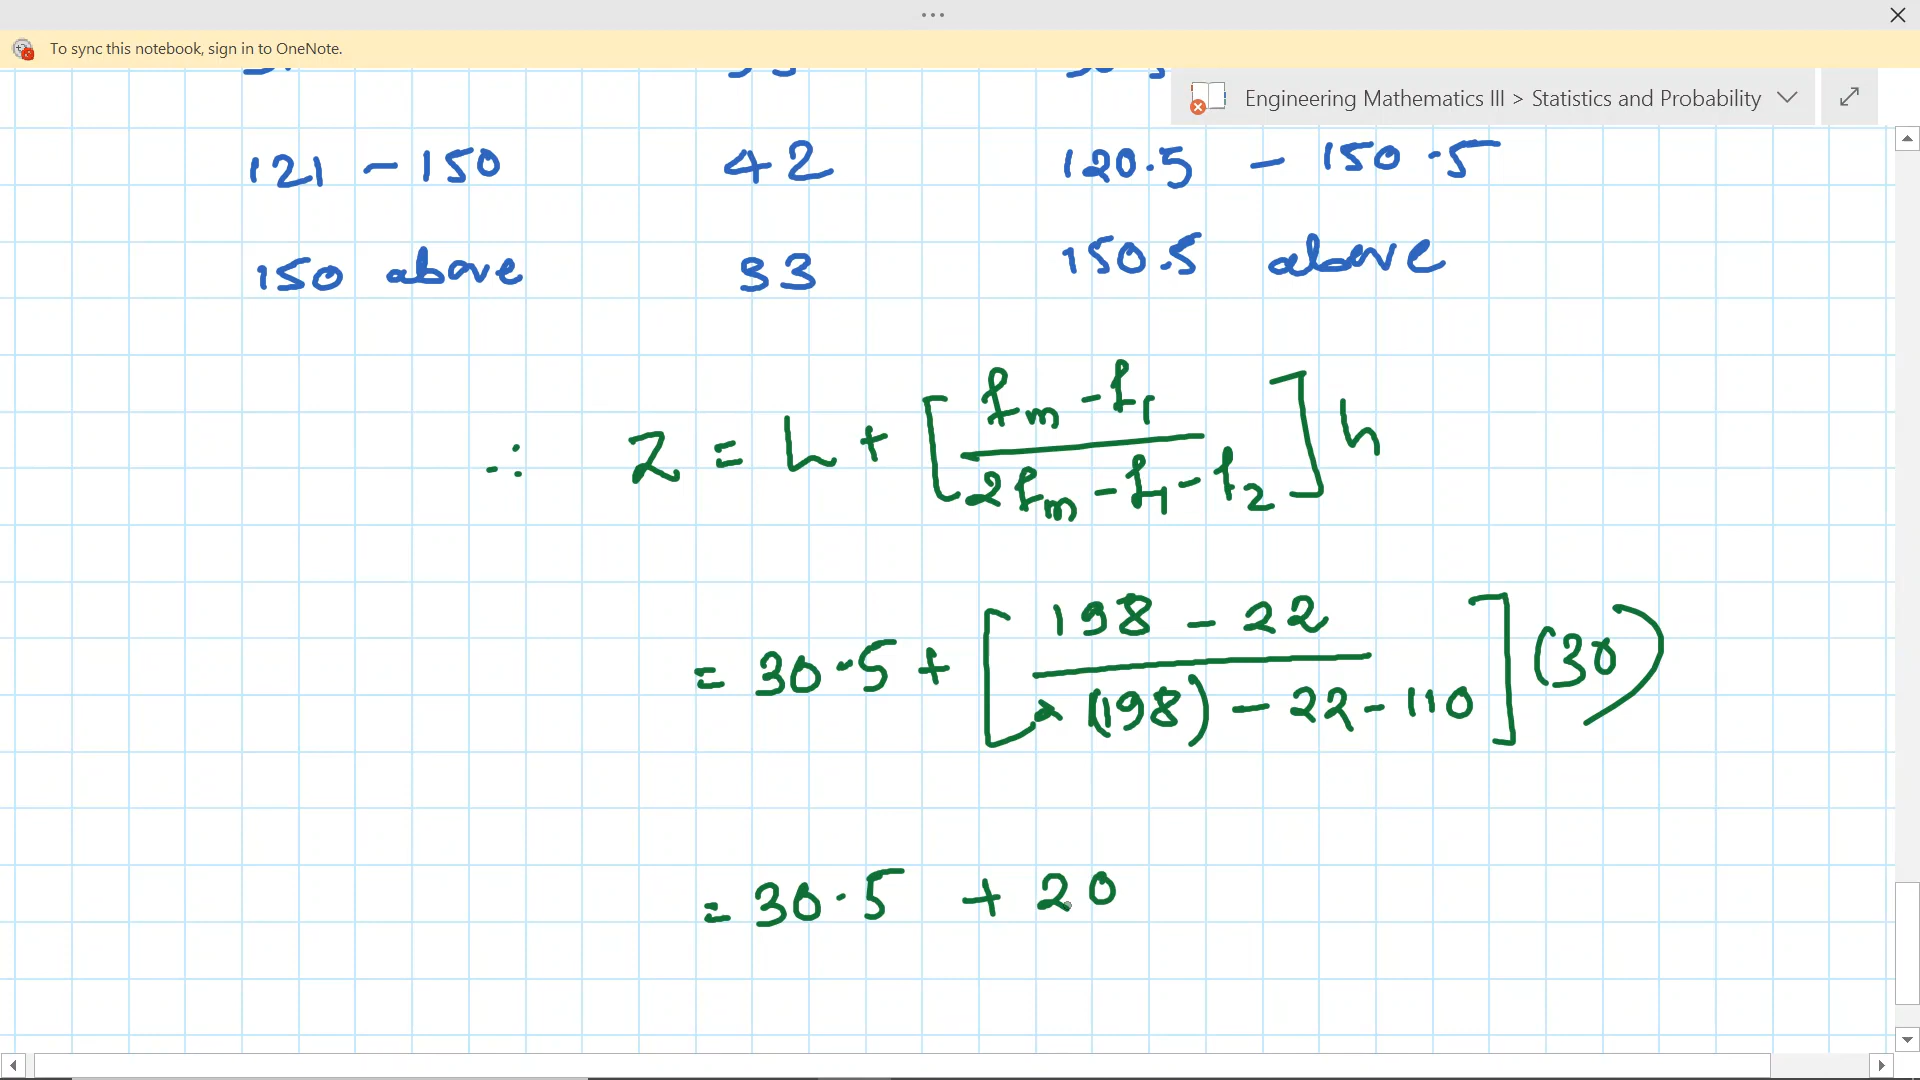 To sync this notebook, sign in to OneNote.
Engineering Mathematics III > Statistics and Probability
121 - 150 42 120.5 - 150.5
150 above 33 150.5 above
∴ Z = L + [ (fm - f1) / (2fm - f1 - f2) ] h
= 30.5 + [ (198 - 22) / (2(198) - 22 - 110) ] (30)
= 30.5 + 20